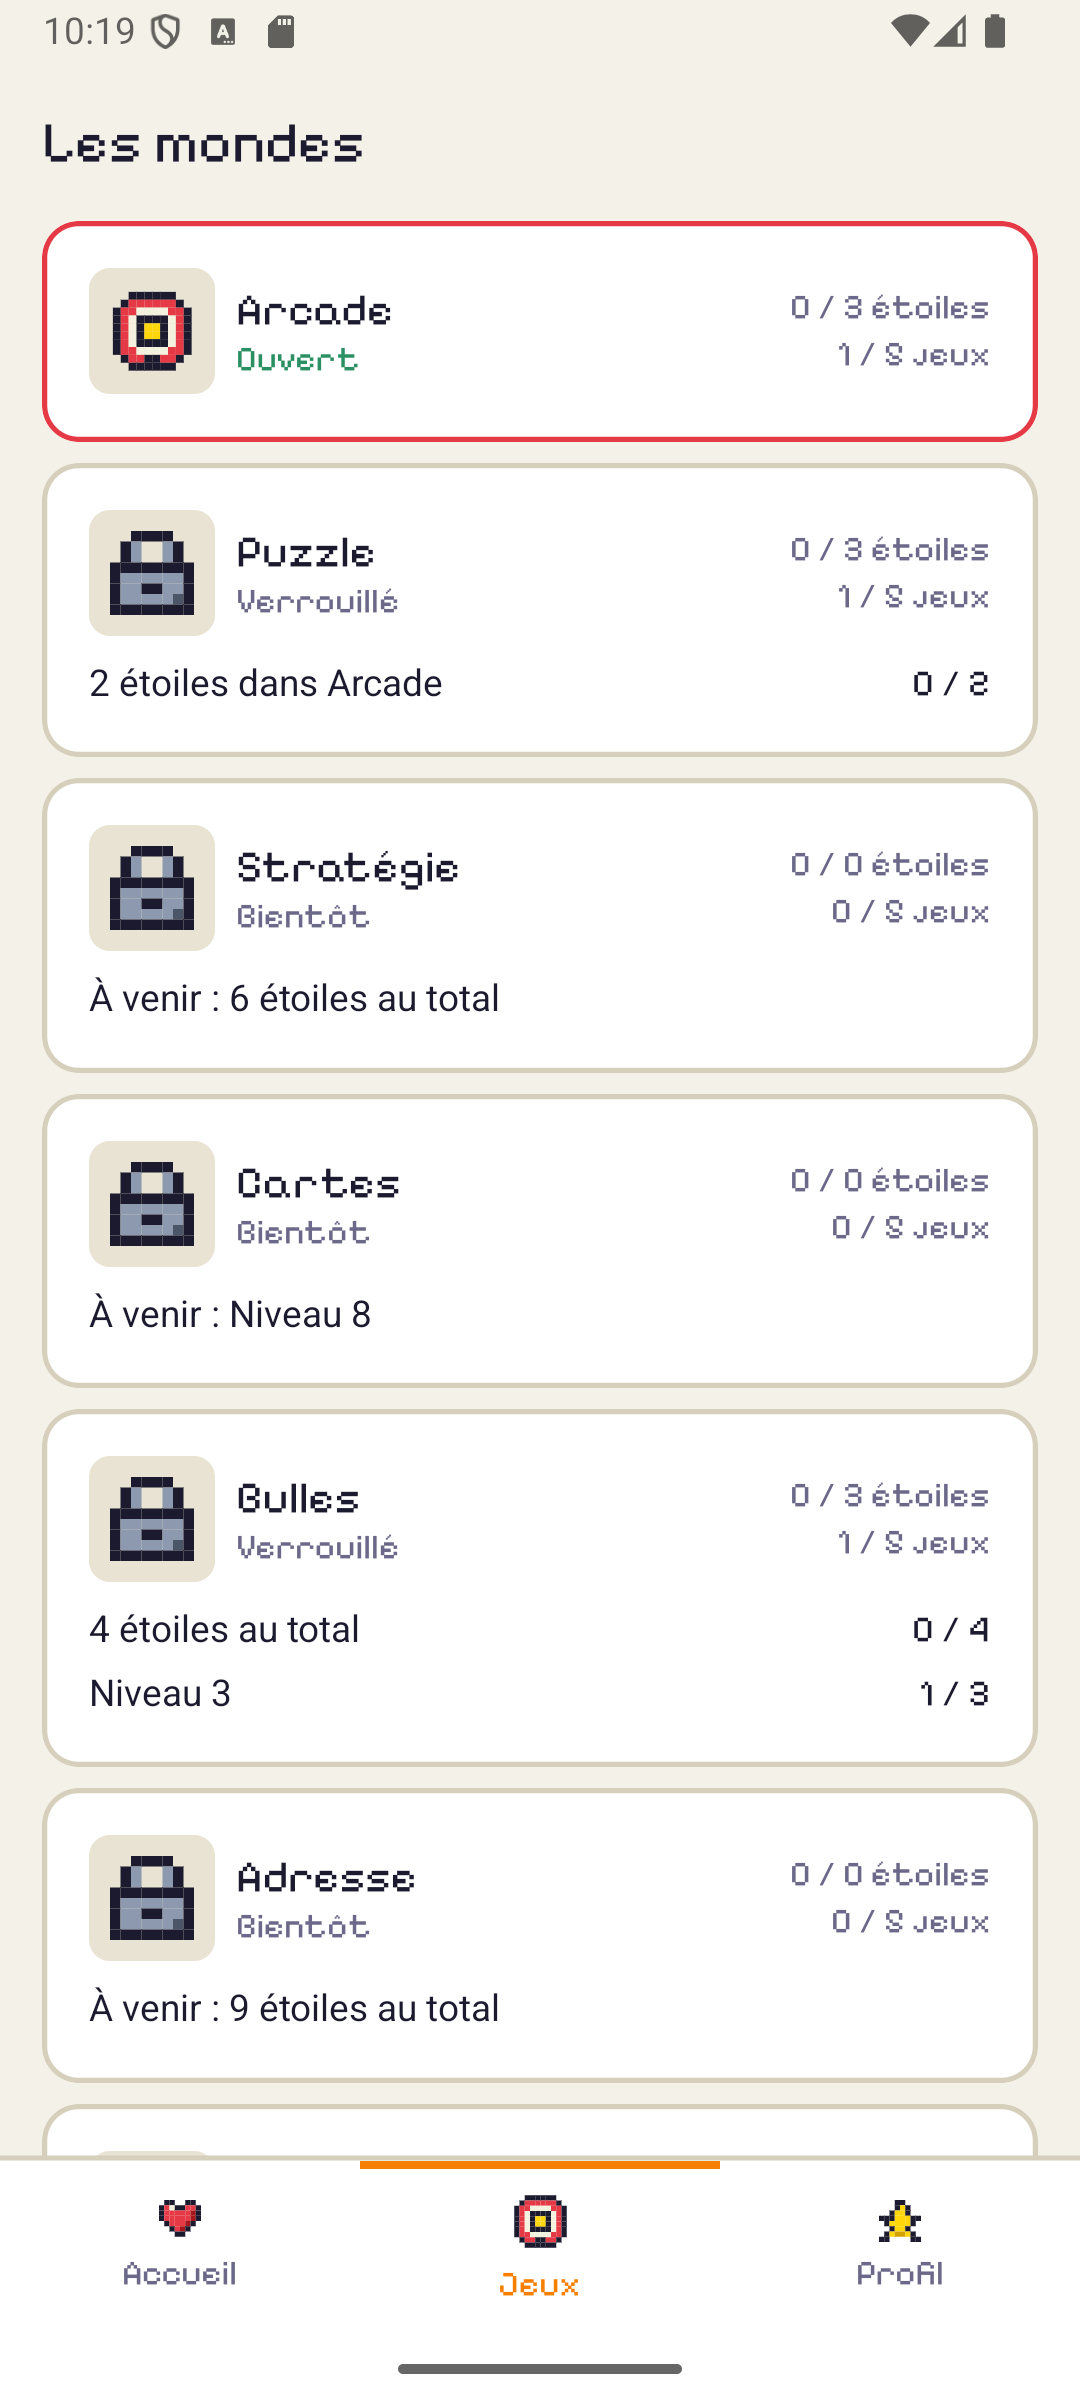 10:19
Les mondes
Arcade
0 / 3 étoiles
Ouvert
1 / 8 jeux
Puzzle
0 / 3 étoiles
Verrouillé
1 / 8 jeux
2 étoiles dans Arcade
0 / 2
Stratégie
0 / 0 étoiles
Bientôt
0 / 8 jeux
À venir : 6 étoiles au total
Cartes
0 / 0 étoiles
Bientôt
0 / 8 jeux
À venir : Niveau 8
Bulles
0 / 3 étoiles
Verrouillé
1 / 8 jeux
4 étoiles au total
0 / 4
Niveau 3
1 / 3
Adresse
0 / 0 étoiles
Bientôt
0 / 8 jeux
À venir : 9 étoiles au total
Accueil
Jeux
Profil